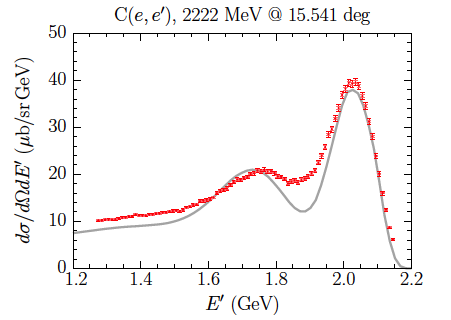 C(e, e′), 2222 MeV @ 15.541 deg
50
40
30
20
10
0
dσ/dΩdE′ (μb/sr GeV)
1.2 1.4 1.6 1.8 2.0 2.2
E′ (GeV)